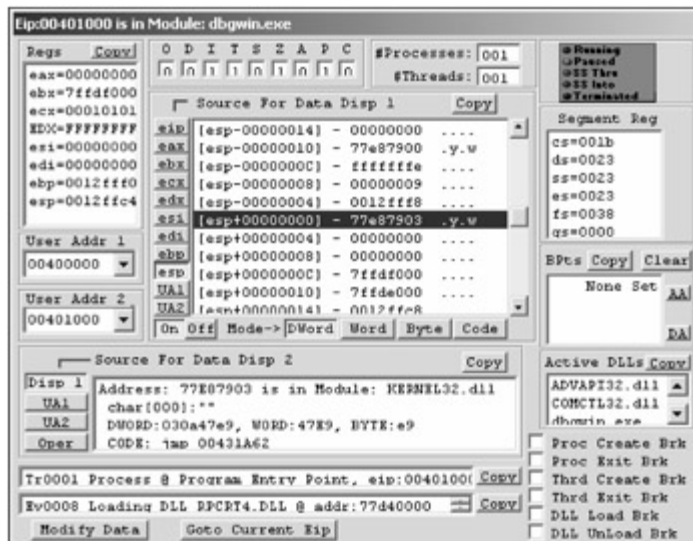 Eip:00401000 is in Module: dbgwin.exe
Regs Copy
eax=00000000
ebx=7ffdf000
ecx=00010101
EDX=FFFFFFFF
esi=00000000
edi=00000000
ebp=0012fff0
esp=0012ffc4
User Addr 1
00400000
User Addr 2
00401000
O D I T S Z A P C
0 0 1 1 0 1 0 1 0
#Processes: 001
#Threads: 001
Source For Data Disp 1 Copy
eip
eax
ebx
ecx
edx
esi
edi
ebp
esp
UA1
UA2
[esp-00000014] - 00000000 ....
[esp-00000010] - 77e87900 .y.w
[esp-0000000C] - fffffffe ....
[esp-00000008] - 00000009 ....
[esp-00000004] - 0012fff8 ....
[esp+00000000] - 77e87903 .y.w
[esp+00000004] - 00000000 ....
[esp+00000008] - 00000000 ....
[esp+0000000C] - 7ffdf000 ....
[esp+00000010] - 7ffde000 ....
[esp+00000014] - 0012ffc8 ....
On Off Mode-> DWord Word Byte Code
Running
Paused
SS Thru
SS Into
Terminated
Segment Reg
cs=001b
ds=0023
ss=0023
es=0023
fs=0038
gs=0000
BPts Copy Clear
None Set
AA
DA
Source For Data Disp 2 Copy
Disp 1
UA1
UA2
Oper
Address: 77E87903 is in Module: KERNEL32.dll
char[000]:""
DWORD:030a47e9, WORD:47E9, BYTE:e9
CODE: jmp 00431A62
Active DLLs Copy
ADVAPI32.dll
COMCTL32.dll
dbgwin.exe
Tr0001 Process @ Program Entry Point, eip:0040100 Copy
Ev0008 Loading DLL RPCRT4.DLL @ addr:77d40000 Copy
Modify Data Goto Current Eip
Proc Create Brk
Proc Exit Brk
Thrd Create Brk
Thrd Exit Brk
DLL Load Brk
DLL UnLoad Brk